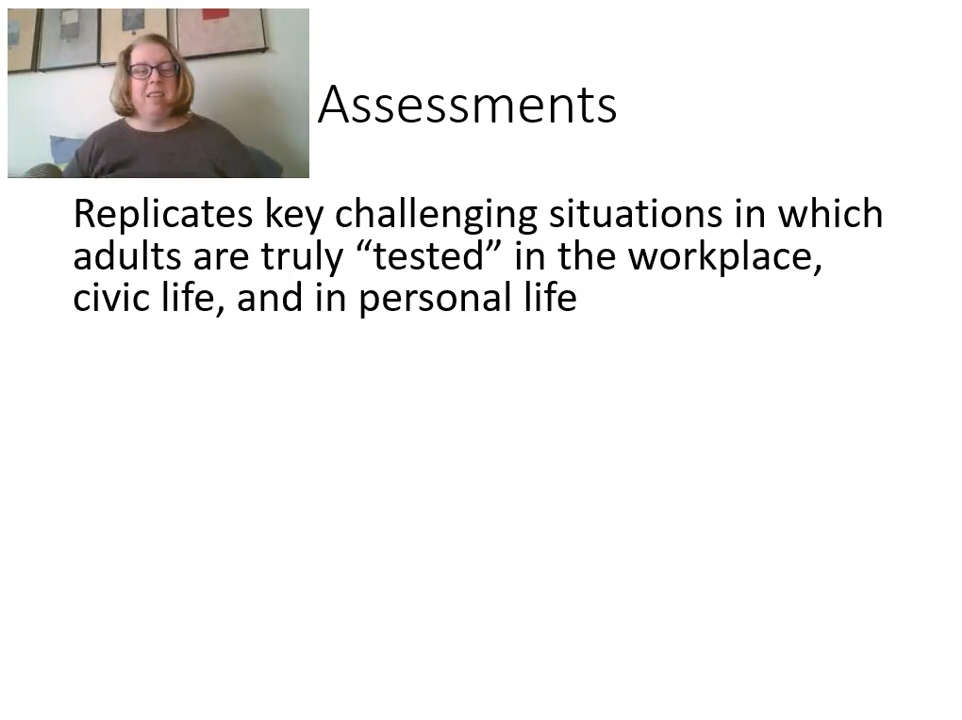 Assessments
Replicates key challenging situations in which
adults are truly “tested” in the workplace,
civic life, and in personal life